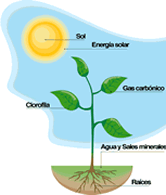 Sol
Energía solar
Gas carbónico
Clorofila
Agua y Sales minerales
Raíces